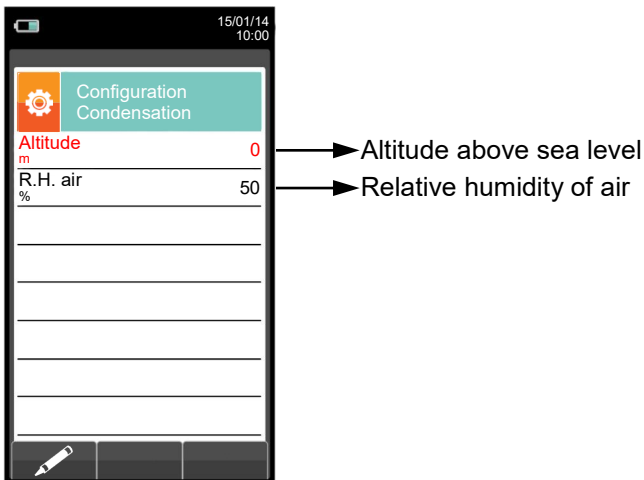 15/01/14
10:00
Configuration
Condensation
Altitude
m
0
Altitude above sea level
R.H. air
%
50
Relative humidity of air